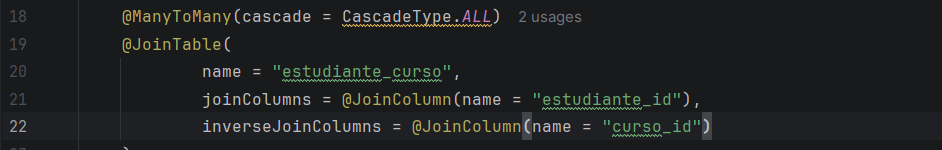 18 @ManyToMany(cascade = CascadeType.ALL) 2 usages
19 @JoinTable(
20 name = "estudiante_curso",
21 joinColumns = @JoinColumn(name = "estudiante_id"),
22 inverseJoinColumns = @JoinColumn(name = "curso_id")